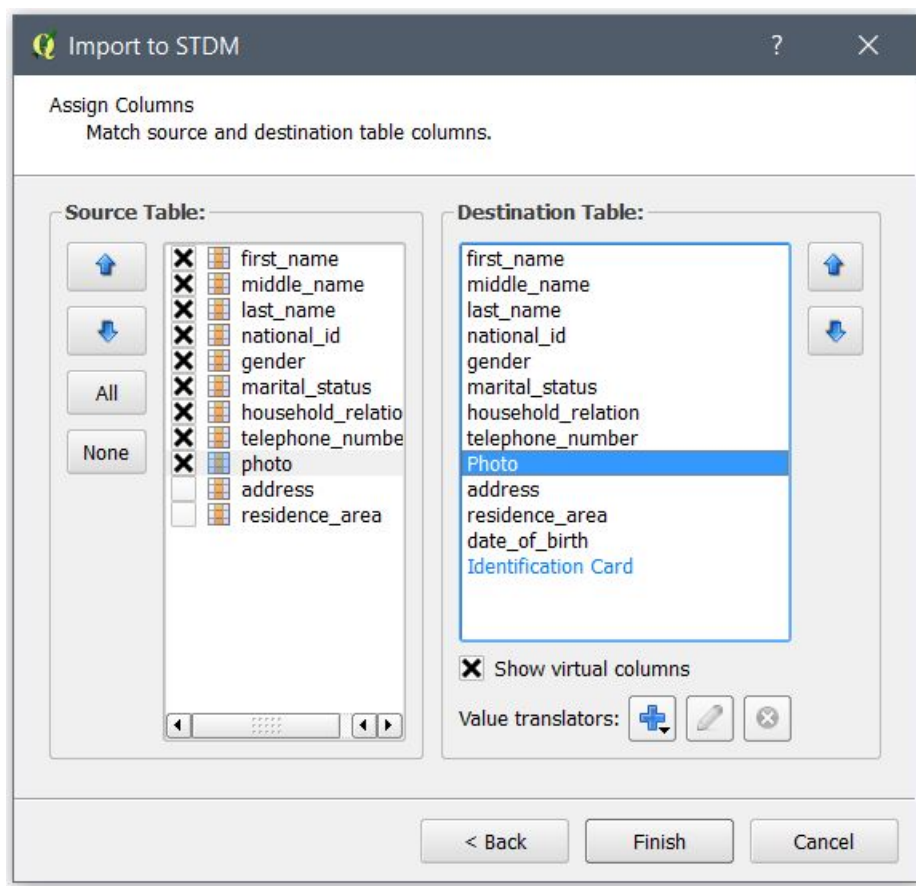 Import to STDM
?
Assign Columns
Match source and destination table columns.
Source Table:
All
None
first_name
middle_name
last_name
national_id
gender
marital_status
household_relatio
telephone_numbe
photo
address
residence_area
Destination Table:
first_name
middle_name
last_name
national_id
gender
marital_status
household_relation
telephone_number
Photo
address
residence_area
date_of_birth
Identification Card
Show virtual columns
Value translators:
< Back
Finish
Cancel